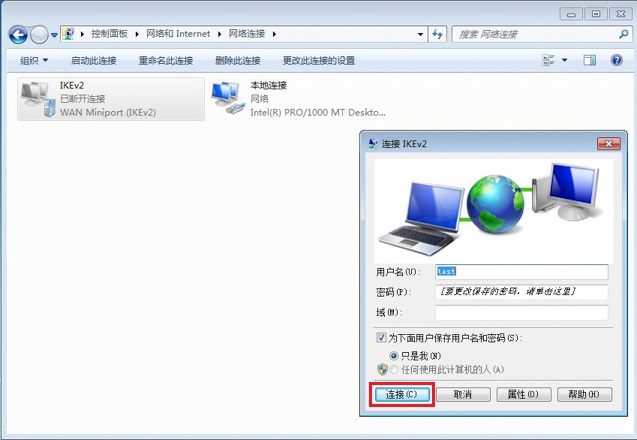 控制面板 ▸ 网络和 Internet ▸ 网络连接 ▸
搜索 网络连接
组织 启动此连接 重命名此连接 删除此连接 更改此连接的设置
IKEv2
已断开连接
WAN Miniport (IKEv2)
本地连接
网络
Intel(R) PRO/1000 MT Deskto...
连接 IKEv2
用户名(U): test
密码(P): [要更改保存的密码，请单击这里]
域(M):
为下面用户保存用户名和密码(S):
只是我(N)
任何使用此计算机的人(A)
连接(C) 取消 属性(O) 帮助(H)